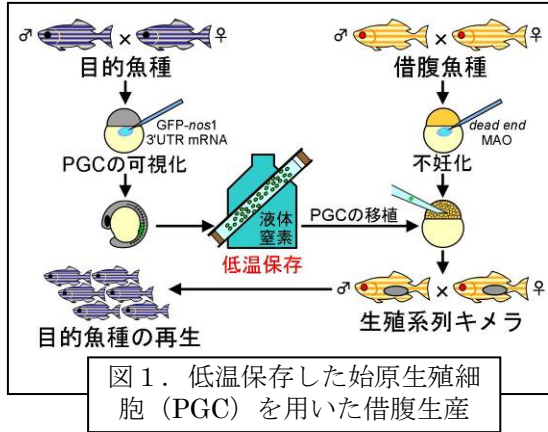 ♂ × ♀
目的魚種
♂ × ♀
借腹魚種
GFP-nos1
3'UTR mRNA
PGCの可視化
dead end
MAO
不妊化
液体
窒素
低温保存
PGCの移植
♂ × ♀
生殖系列キメラ
目的魚種の再生
図１．低温保存した始原生殖細
胞（PGC）を用いた借腹生産